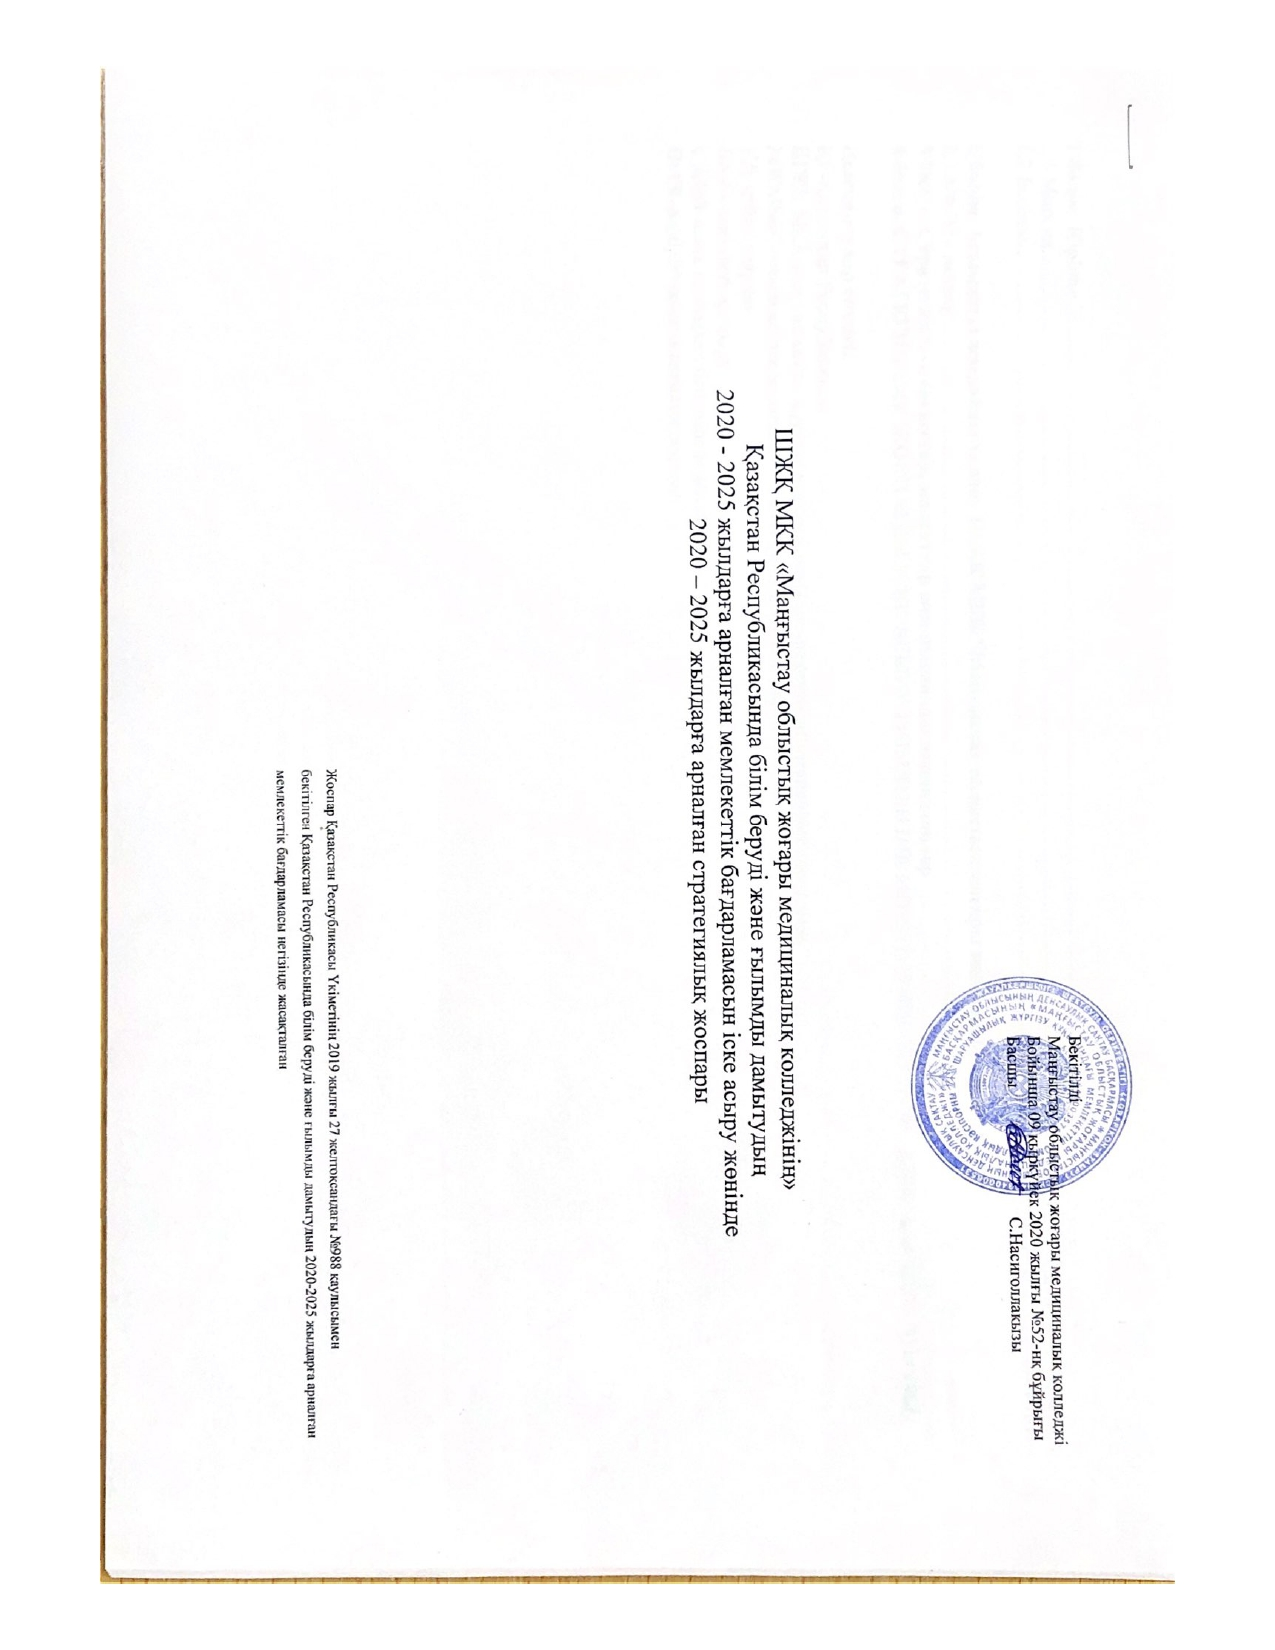 Бекітілді
Маңғыстау облыстық жоғары медициналык колледжі
Бойынша 09 қыркүйек 2020 жылғы №52-нк бұйрығы
Басшы С.Насиголлакызы
ШЖҚ МКК «Маңғыстау облыстық жоғары медициналық колледжінің»
Қазақстан Республикасында білім беруді және ғылымды дамытудың
2020 - 2025 жылдарға арналған мемлекеттік бағдарламасын іске асыру жөнінде
2020 – 2025 жылдарға арналған стратегиялық жоспары
Жоспар Қазақстан Республикасы Үкіметінің 2019 жылғы 27 желтоқсандағы №988 каулысымен
бекітілген Қазақстан Республикасында білім беруді және ғылымды дамытудың 2020-2025 жылдарға арналған
мемлекеттік бағдарламасы негізінде жасақталған